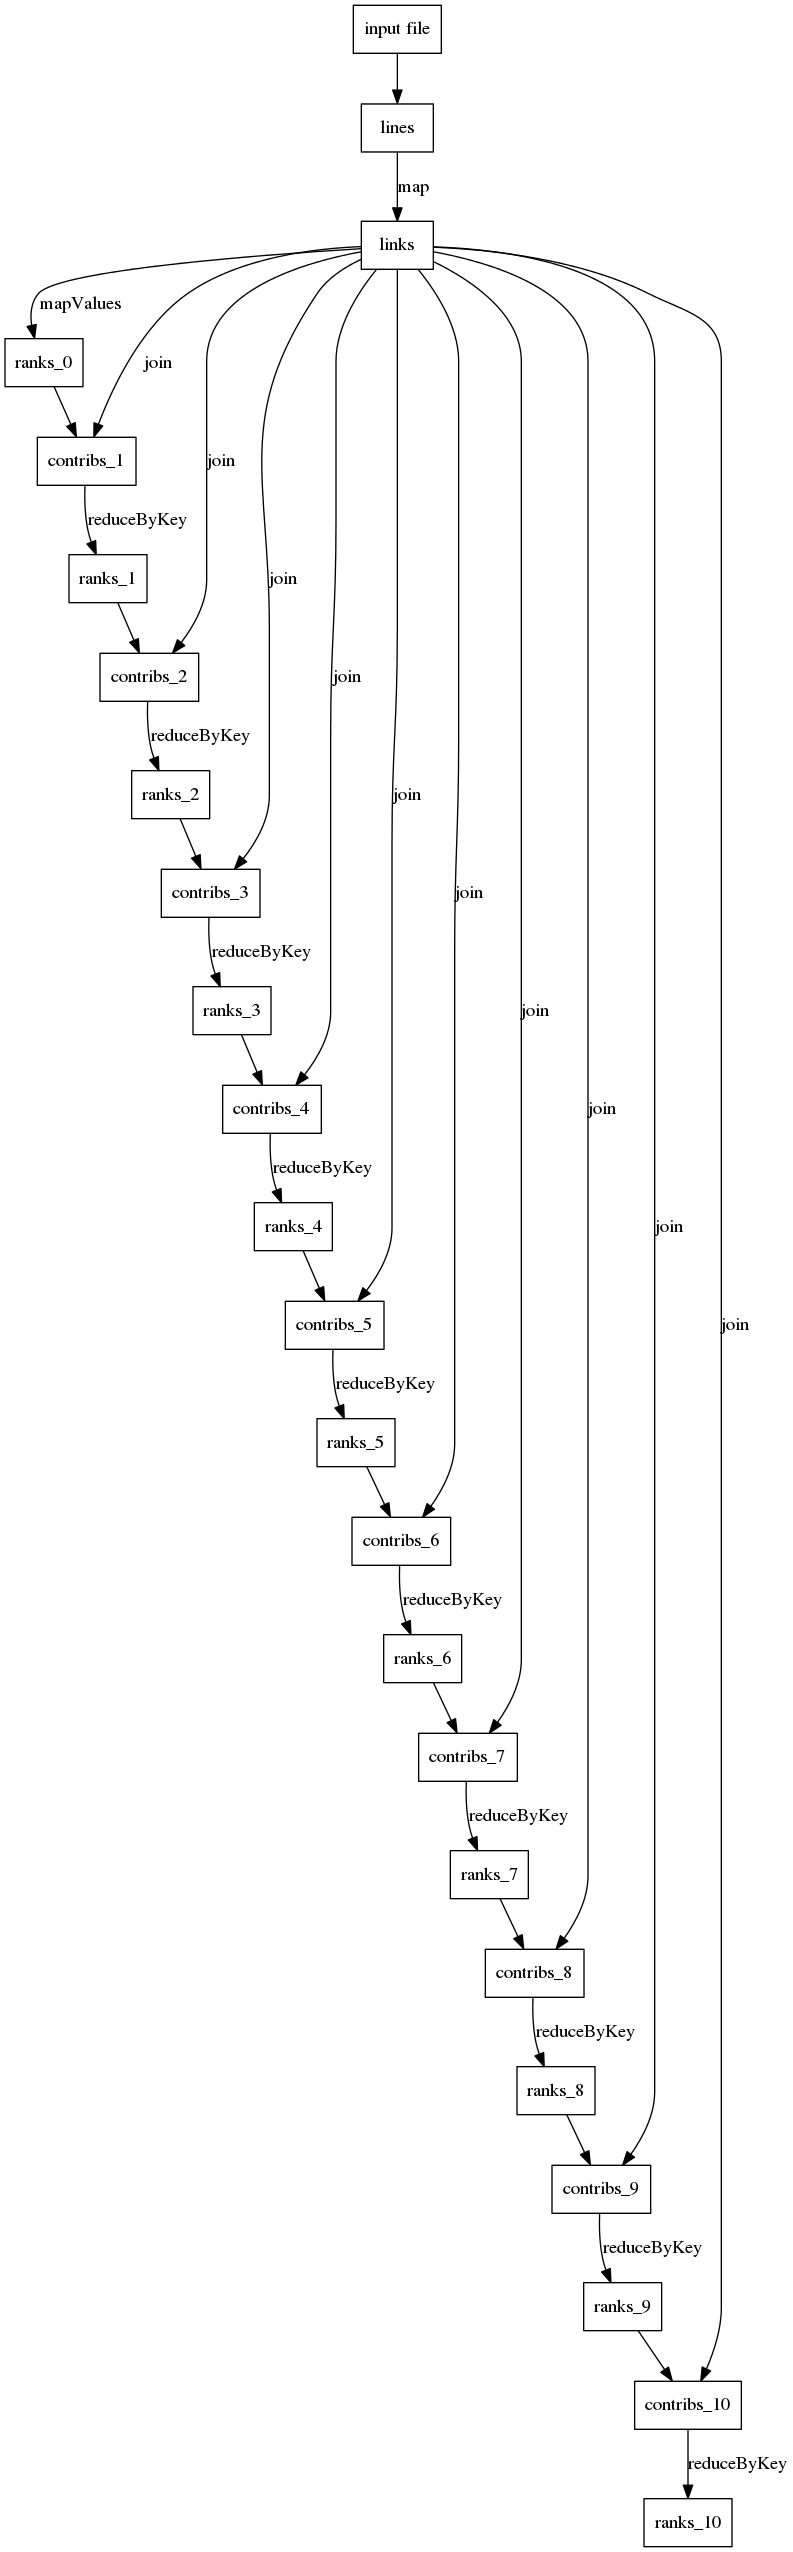 input file
lines
map
links
mapValues
ranks_0
join
contribs_1
join
reduceByKey
ranks_1
join
contribs_2
join
reduceByKey
ranks_2
join
contribs_3
join
reduceByKey
ranks_3
join
contribs_4
join
reduceByKey
ranks_4
join
contribs_5
join
reduceByKey
ranks_5
contribs_6
reduceByKey
ranks_6
contribs_7
reduceByKey
ranks_7
contribs_8
reduceByKey
ranks_8
contribs_9
reduceByKey
ranks_9
contribs_10
reduceByKey
ranks_10